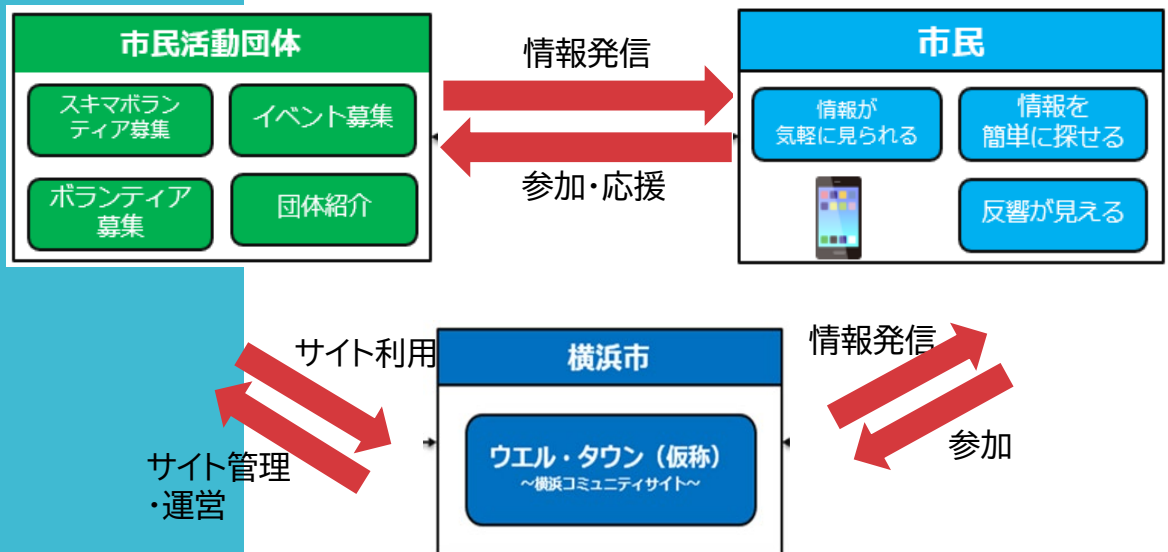 市民活動団体
スキマボラン
ティア募集
イベント募集
ボランティア
募集
団体紹介
情報発信
参加・応援
市民
情報が
気軽に見られる
情報を
簡単に探せる
反響が見える
サイト利用
サイト管理
・運営
横浜市
ウエル・タウン（仮称）
～横浜コミュニティサイト～
情報発信
参加